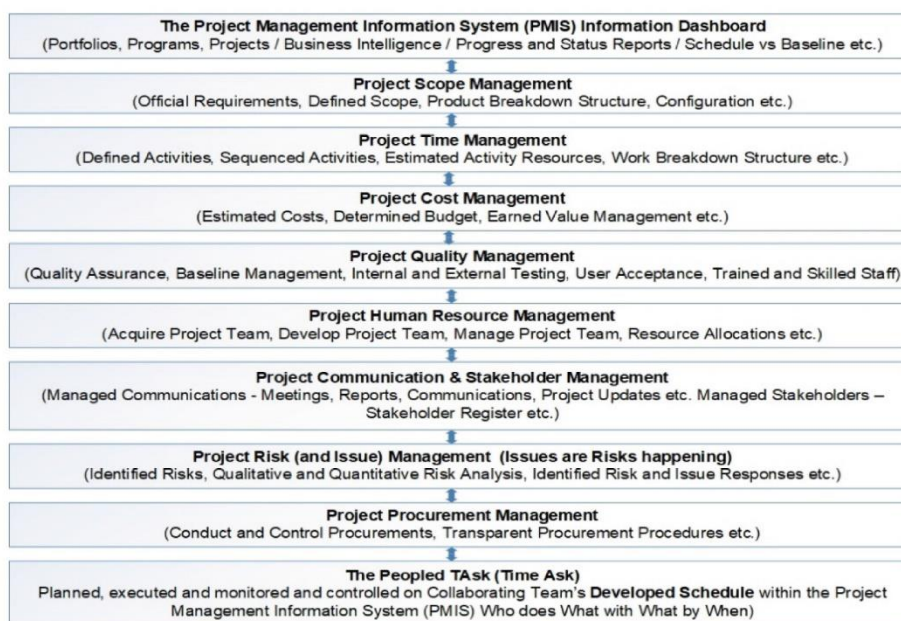 The Project Management Information System (PMIS) Information Dashboard
(Portfolios, Programs, Projects / Business Intelligence / Progress and Status Reports / Schedule vs Baseline etc.)
Project Scope Management
(Official Requirements, Defined Scope, Product Breakdown Structure, Configuration etc.)
Project Time Management
(Defined Activities, Sequenced Activities, Estimated Activity Resources, Work Breakdown Structure etc.)
Project Cost Management
(Estimated Costs, Determined Budget, Earned Value Management etc.)
Project Quality Management
(Quality Assurance, Baseline Management, Internal and External Testing, User Acceptance, Trained and Skilled Staff)
Project Human Resource Management
(Acquire Project Team, Develop Project Team, Manage Project Team, Resource Allocations etc.)
Project Communication & Stakeholder Management
(Managed Communications - Meetings, Reports, Communications, Project Updates etc. Managed Stakeholders –
Stakeholder Register etc.)
Project Risk (and Issue) Management (Issues are Risks happening)
(Identified Risks, Qualitative and Quantitative Risk Analysis, Identified Risk and Issue Responses etc.)
Project Procurement Management
(Conduct and Control Procurements, Transparent Procurement Procedures etc.)
The Peopled TAsk (Time Ask)
Planned, executed and monitored and controlled on Collaborating Team's Developed Schedule within the Project
Management Information System (PMIS) Who does What with What by When)